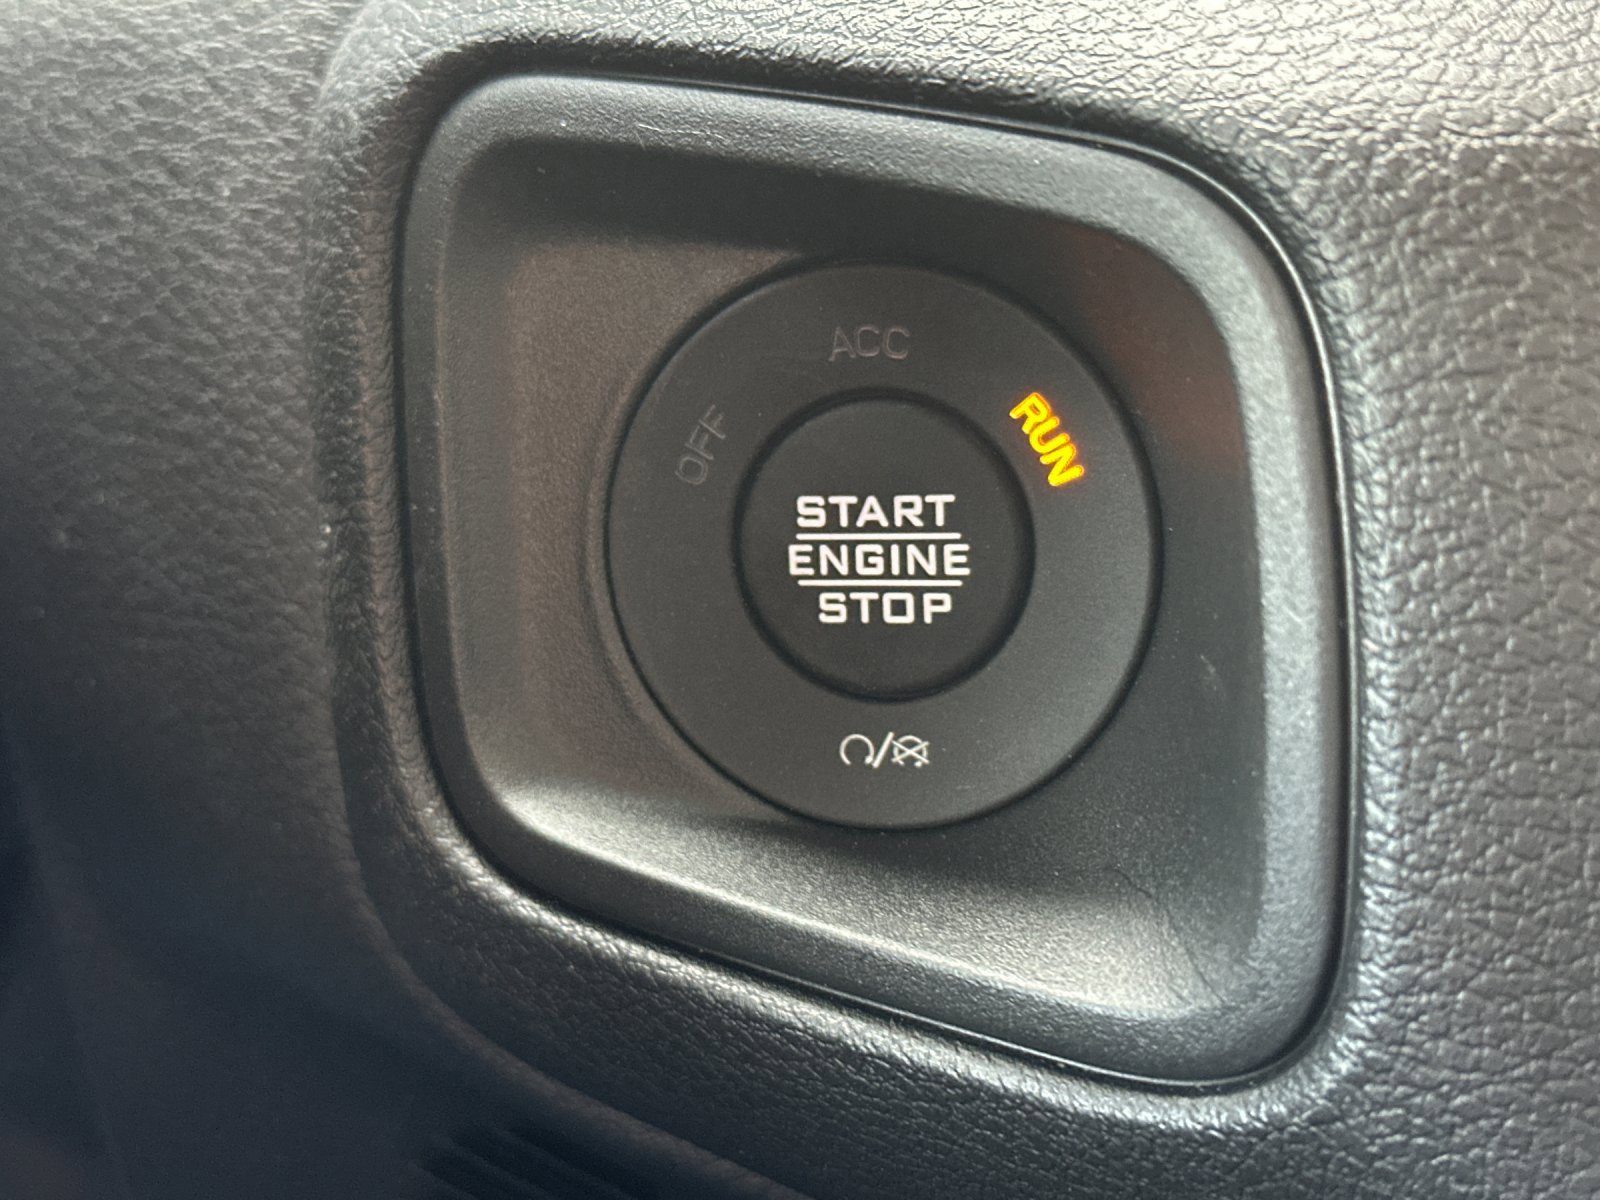 ACC
OFF
RUN
START
ENGINE
STOP